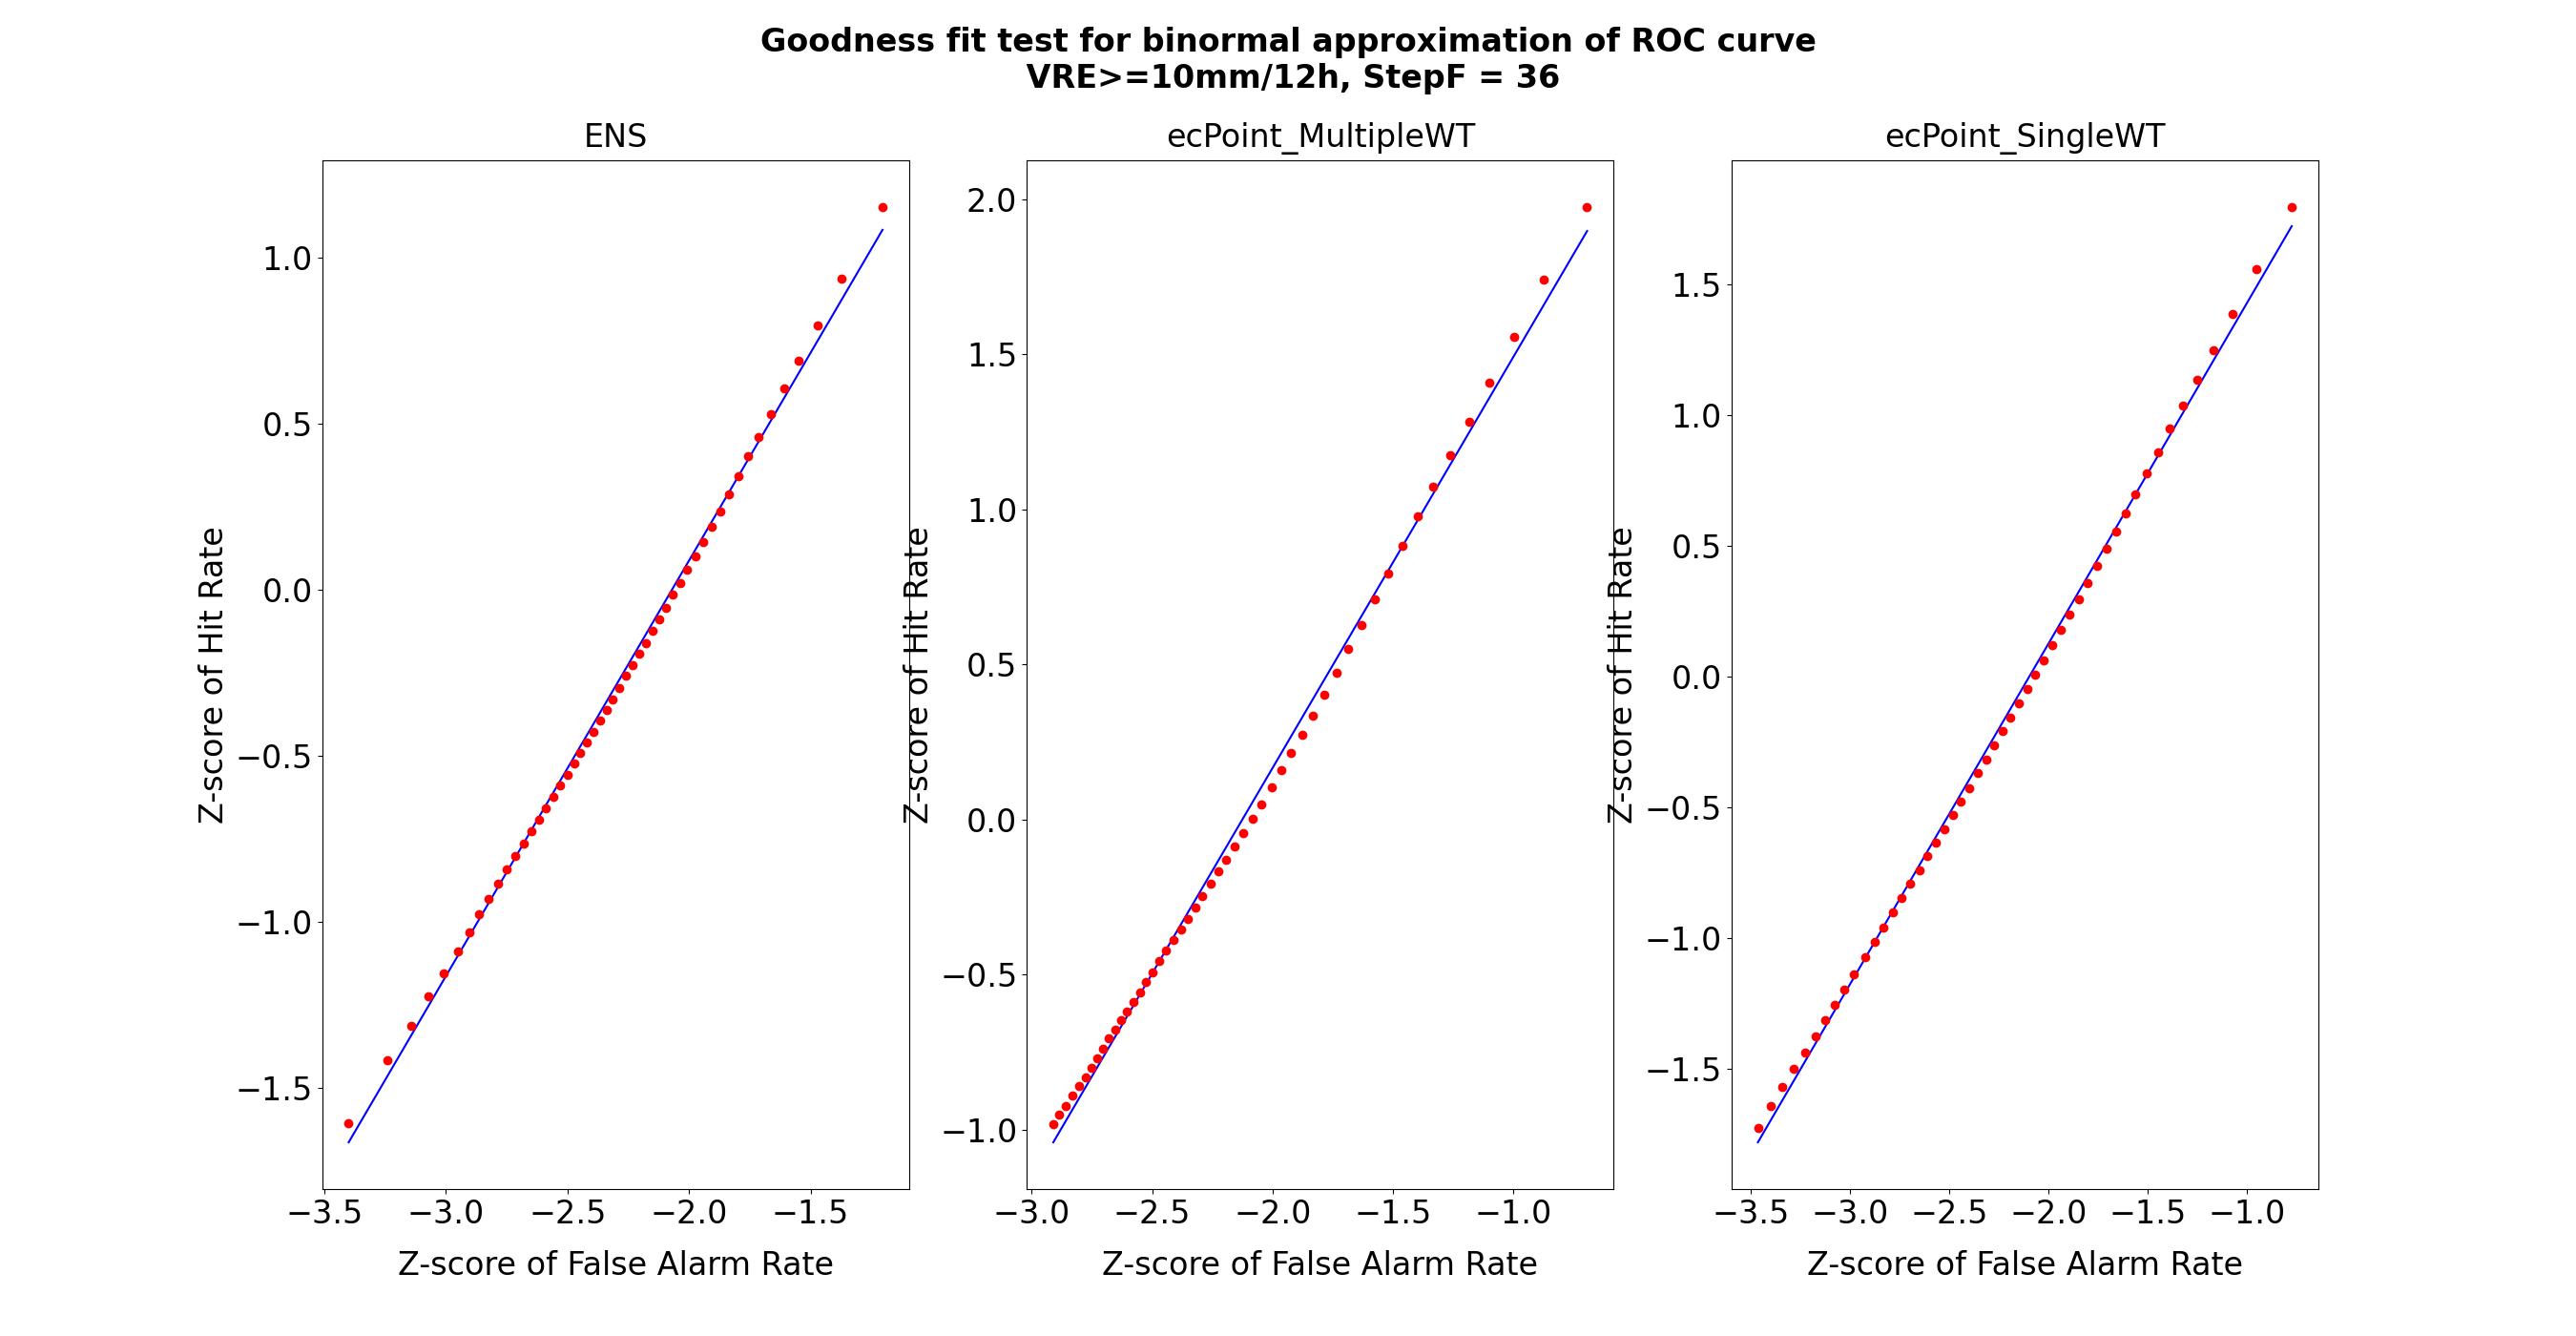 Goodness fit test for binormal approximation of ROC curve
VRE>=10mm/12h, StepF = 36
ENS
1.0
0.5
0.0
−0.5
−1.0
−1.5
Z-score of Hit Rate
−3.5 −3.0 −2.5 −2.0 −1.5
Z-score of False Alarm Rate
ecPoint_MultipleWT
2.0
1.5
1.0
0.5
0.0
−0.5
−1.0
Z-score of Hit Rate
−3.0 −2.5 −2.0 −1.5 −1.0
Z-score of False Alarm Rate
ecPoint_SingleWT
1.5
1.0
0.5
0.0
−0.5
−1.0
−1.5
Z-score of Hit Rate
−3.5 −3.0 −2.5 −2.0 −1.5 −1.0
Z-score of False Alarm Rate